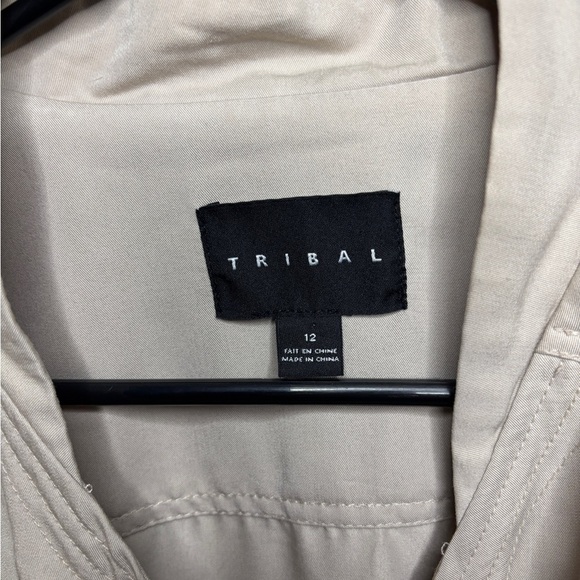 TRIBAL
12
FAIT EN CHINE
MADE IN CHINA